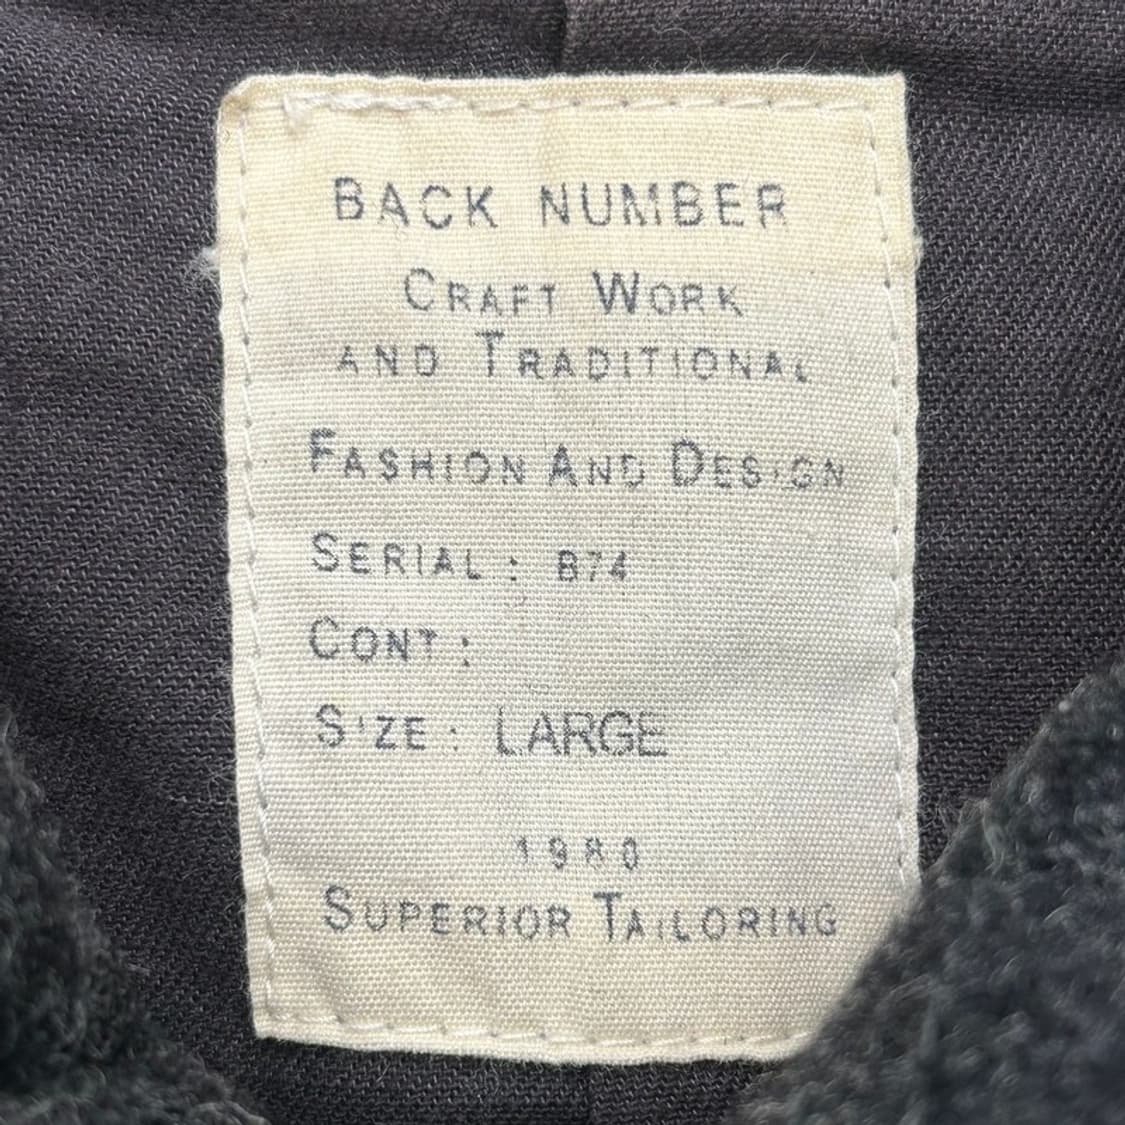 BACK NUMBER
CRAFT WORK
AND TRADITIONAL
FASHION AND DESIGN
SERIAL : B74
CONT :
SIZE : LARGE
1980
SUPERIOR TAILORING